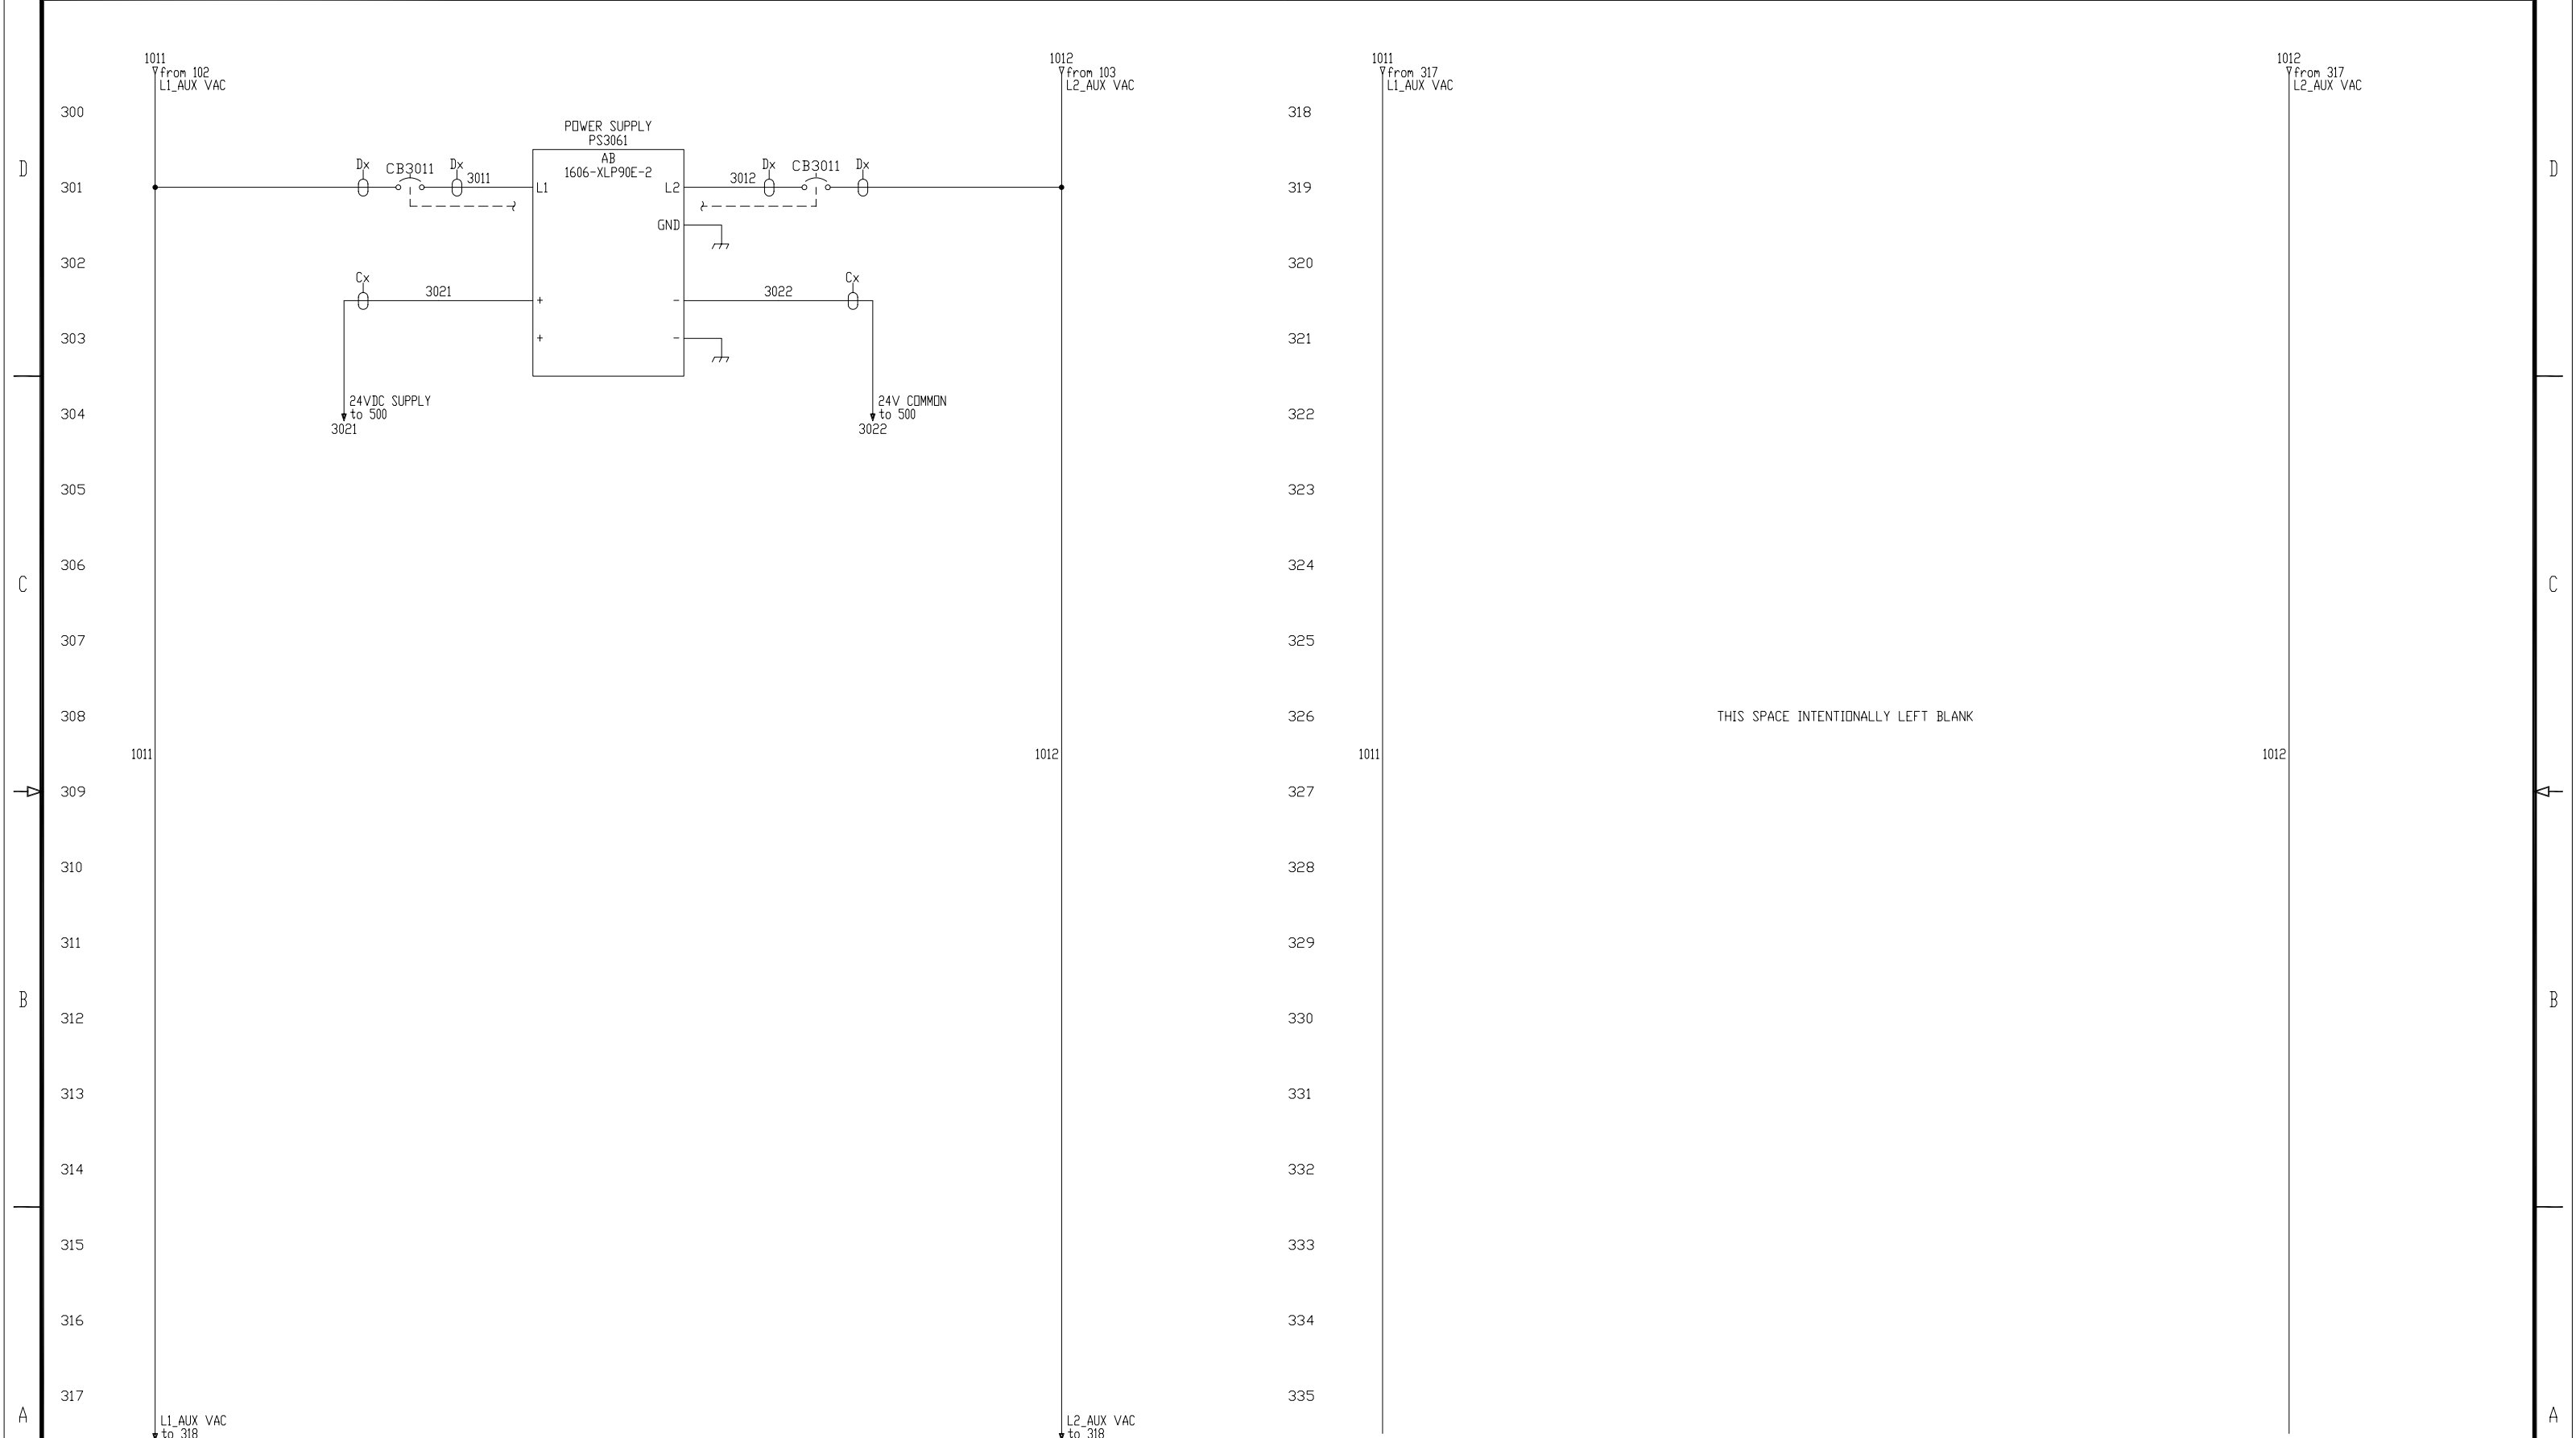 1011
from 102
L1_AUX VAC
1012
from 103
L2_AUX VAC
300
POWER SUPPLY
PS3061
AB
1606-XLP90E-2
D
301
Dx
CB3011
Dx
3011
L1
L2
3012
Dx
CB3011
Dx
GND
302
Cx
3021
+
-
3022
Cx
303
+
-
24VDC SUPPLY
to 500
3021
24V COMMON
to 500
3022
304
305
C
306
307
308
1011
1012
309
310
311
B
312
313
314
315
316
317
A
L1_AUX VAC
to 318
L2_AUX VAC
to 318
1011
from 317
L1_AUX VAC
1012
from 317
L2_AUX VAC
318
D
319
320
321
322
323
C
324
325
326
THIS SPACE INTENTIONALLY LEFT BLANK
1011
1012
327
328
329
B
330
331
332
333
334
335
A